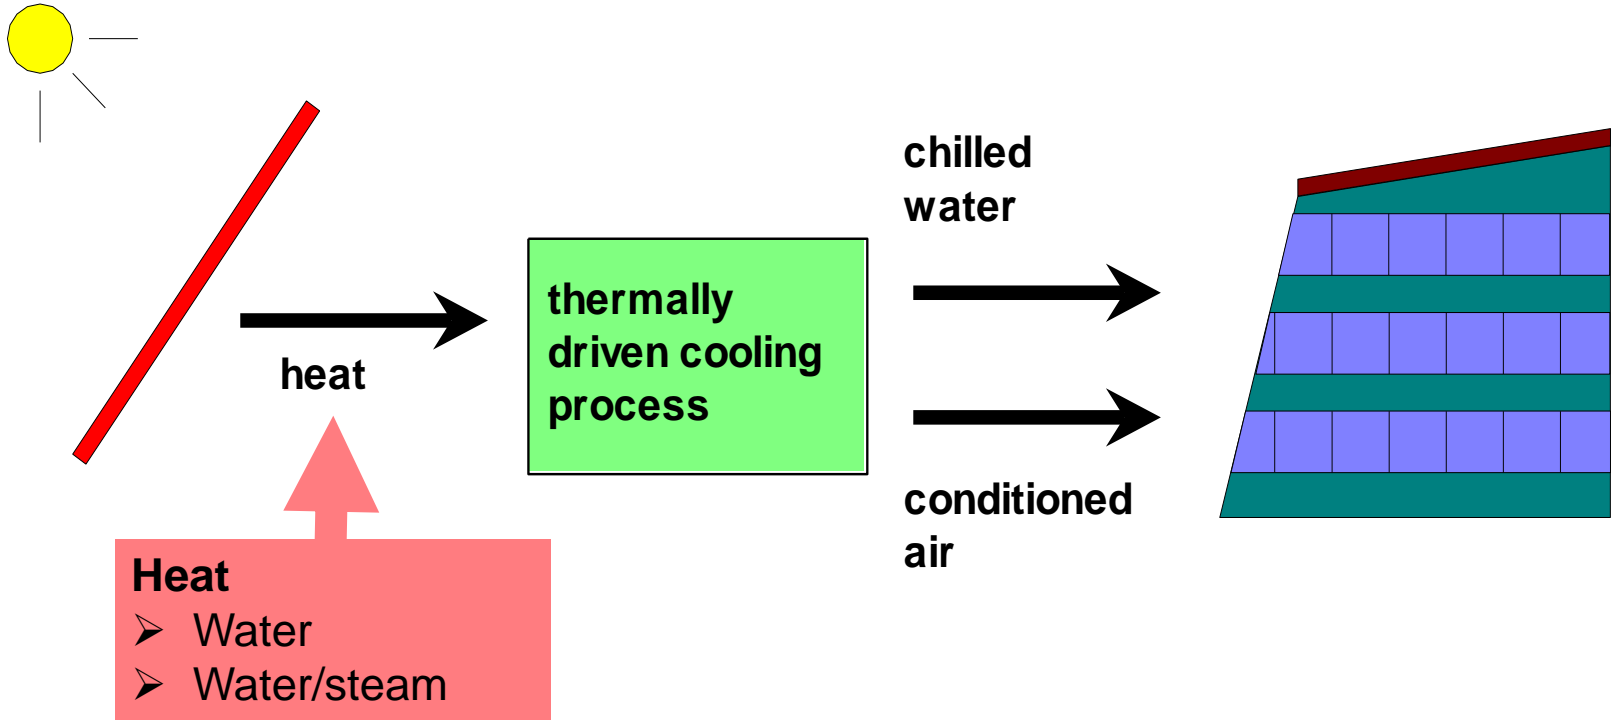 chilled
water
thermally
driven cooling
process
heat
conditioned
air
Heat
➢ Water
➢ Water/steam